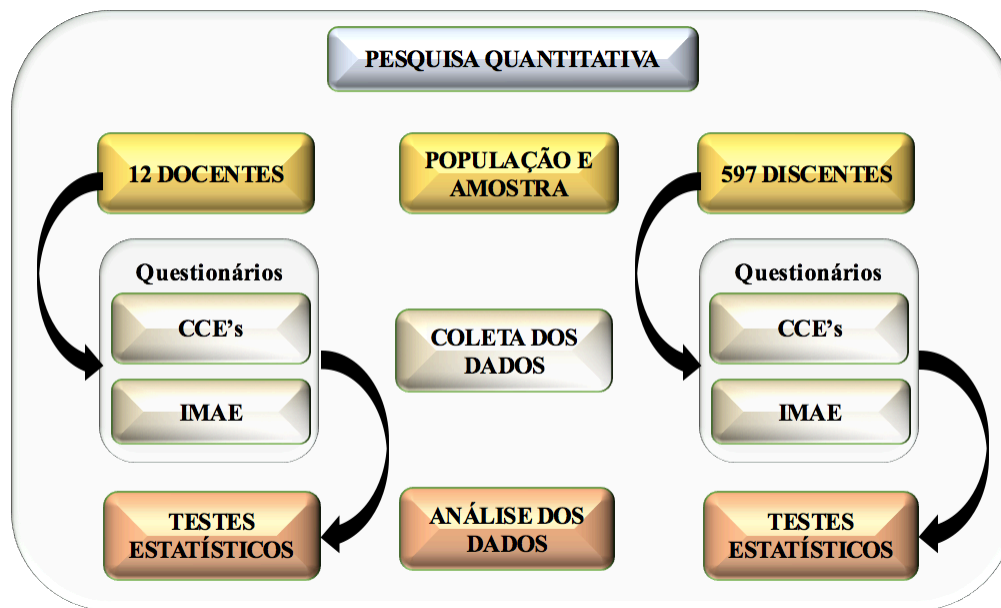 PESQUISA QUANTITATIVA
12 DOCENTES
POPULAÇÃO E
AMOSTRA
597 DISCENTES
Questionários
CCE’s
IMAE
COLETA DOS
DADOS
Questionários
CCE’s
IMAE
TESTES
ESTATÍSTICOS
ANÁLISE DOS
DADOS
TESTES
ESTATÍSTICOS